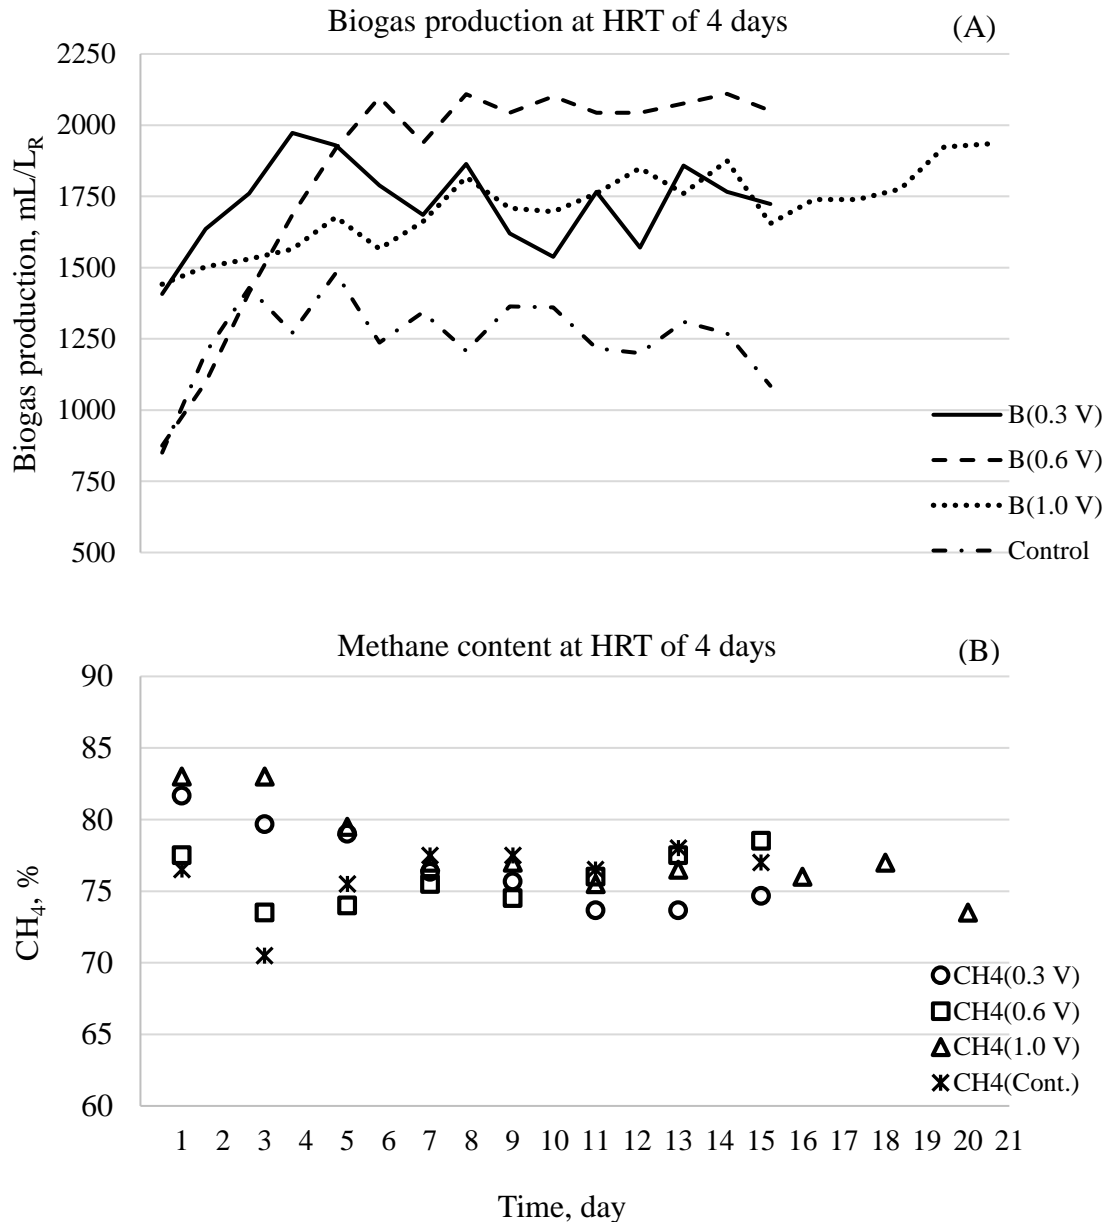 Biogas production at HRT of 4 days
(A)
2250
2000
1750
1500
1250
1000
750
500
Biogas production, mL/L_R
B(0.3 V)
B(0.6 V)
B(1.0 V)
Control
Methane content at HRT of 4 days
(B)
90
85
80
75
70
65
60
CH₄, %
CH4(0.3 V)
CH4(0.6 V)
CH4(1.0 V)
CH4(Cont.)
1 2 3 4 5 7 8 9 10 11 12 13 14 15 16 18 19 20 21
Time, day